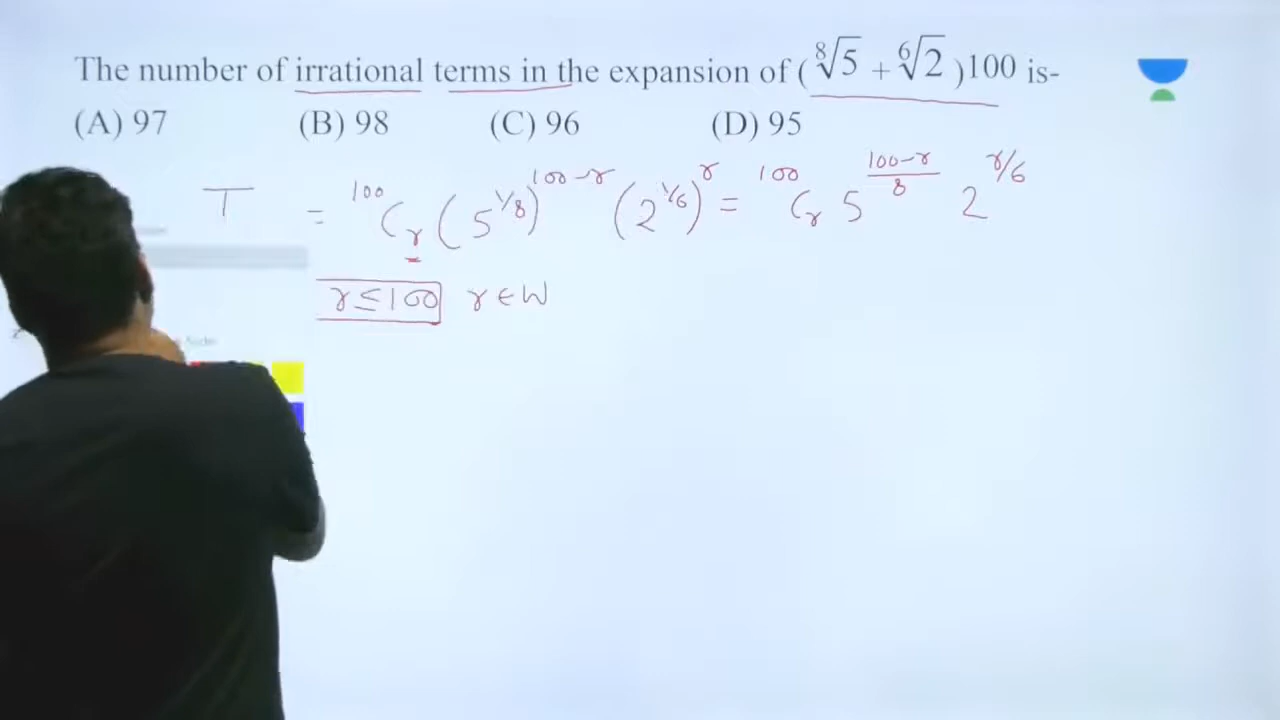 The number of irrational terms in the expansion of (⁸√5 + ⁶√2)100 is-
(A) 97 (B) 98 (C) 96 (D) 95
T = ¹⁰⁰Cᵣ (5^{1/8})^{100-r} (2^{1/6})^{r} = ¹⁰⁰Cᵣ 5^{(100-r)/8} 2^{r/6}
r ≤ 100 r ∈ W